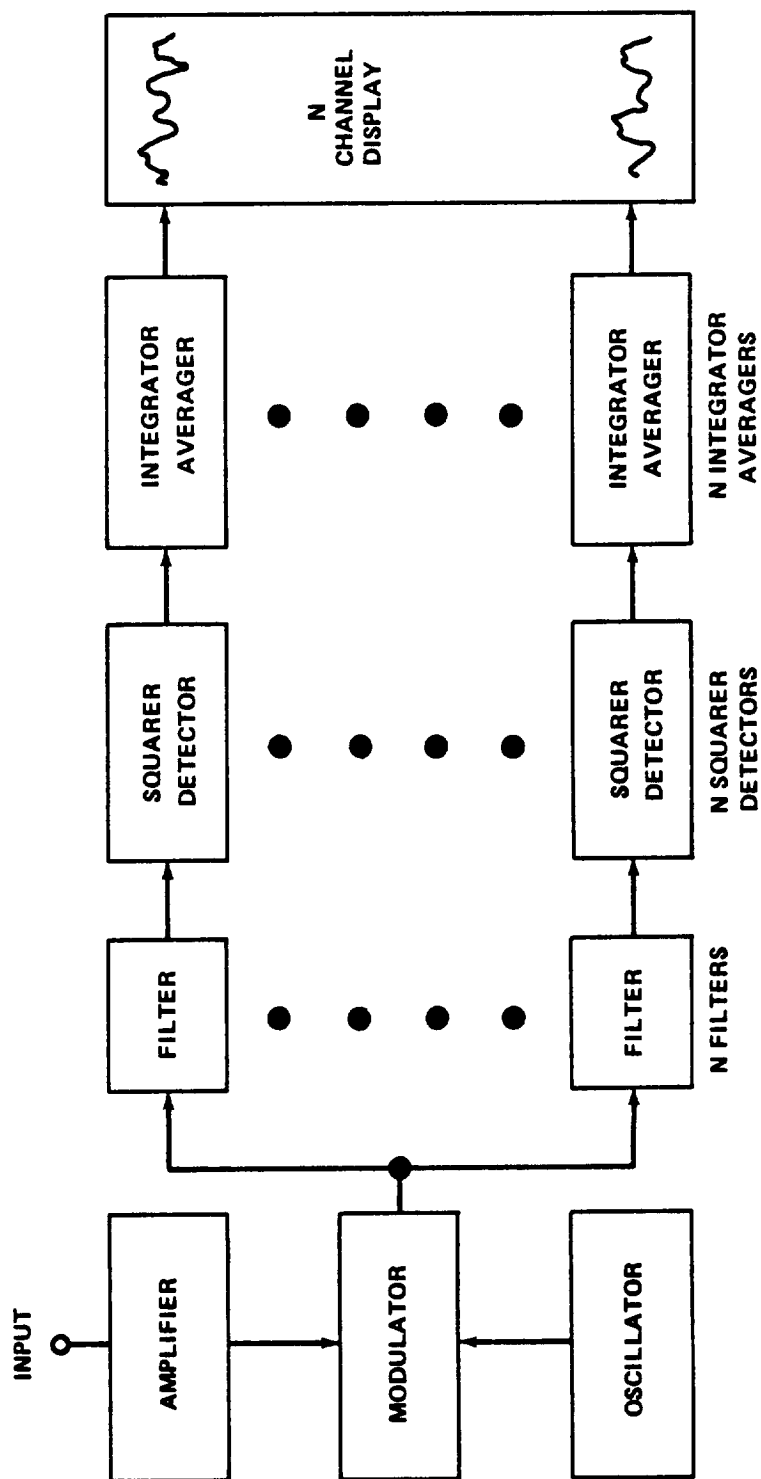 INPUT
AMPLIFIER
MODULATOR
OSCILLATOR
FILTER
FILTER
N FILTERS
SQUARER
DETECTOR
SQUARER
DETECTOR
N SQUARER
DETECTORS
INTEGRATOR
AVERAGER
INTEGRATOR
AVERAGER
N INTEGRATOR
AVERAGERS
N
CHANNEL
DISPLAY